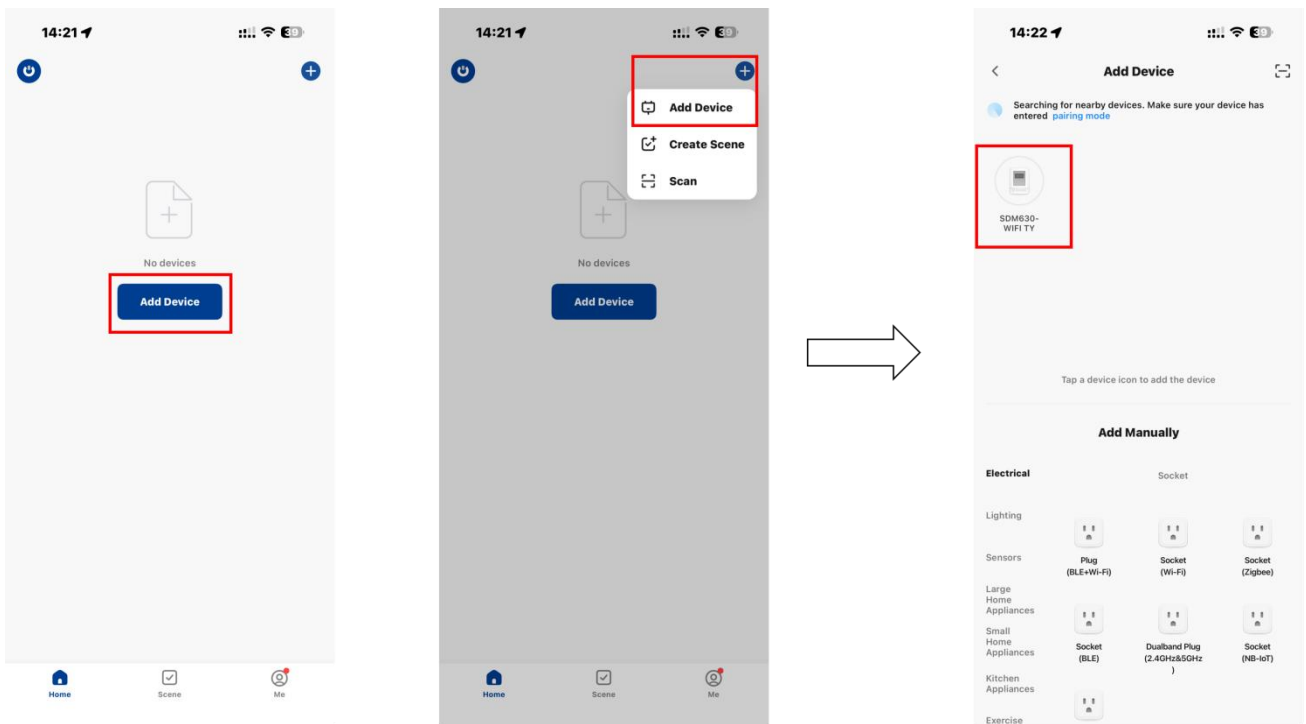 14:21
39
No devices
Add Device
Home
Scene
Me
14:21
39
Add Device
Create Scene
Scan
No devices
Add Device
Home
Scene
Me
14:22
39
Add Device
Searching for nearby devices. Make sure your device has
entered pairing mode
SDM630-
WIFI TY
Tap a device icon to add the device
Add Manually
Electrical
Socket
Lighting
Sensors
Plug
(BLE+Wi-Fi)
Socket
(Wi-Fi)
Socket
(Zigbee)
Large
Home
Appliances
Small
Home
Appliances
Socket
(BLE)
Dualband Plug
(2.4GHz&5GHz
)
Socket
(NB-IoT)
Kitchen
Appliances
Exercise